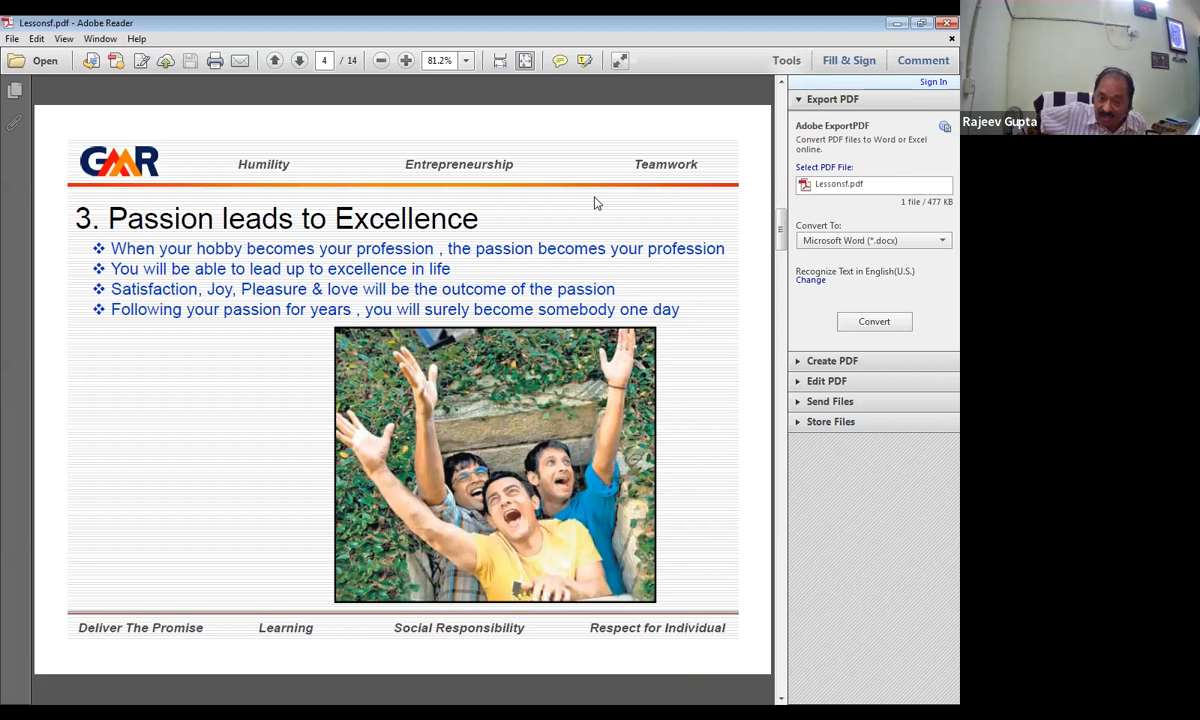 Lessonsf.pdf - Adobe Reader
File Edit View Window Help
Open 4 / 14 81.2% Tools Fill & Sign Comment
Sign In
Export PDF
Adobe ExportPDF
Convert PDF files to Word or Excel
online.
Select PDF File:
Lessonsf.pdf
1 file / 477 KB
Convert To:
Microsoft Word (*.docx)
Recognize Text in English(U.S.)
Change
Convert
Create PDF
Edit PDF
Send Files
Store Files
Rajeev Gupta
GMR Humility Entrepreneurship Teamwork
3. Passion leads to Excellence
❖ When your hobby becomes your profession , the passion becomes your profession
❖ You will be able to lead up to excellence in life
❖ Satisfaction, Joy, Pleasure & love will be the outcome of the passion
❖ Following your passion for years , you will surely become somebody one day
Deliver The Promise Learning Social Responsibility Respect for Individual